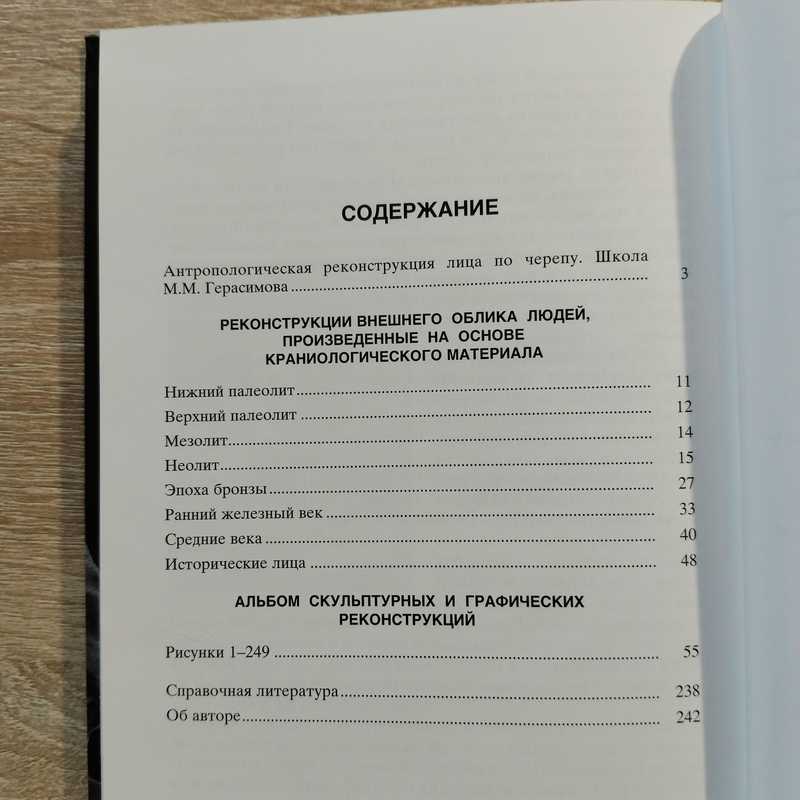 СОДЕРЖАНИЕ
Антропологическая реконструкция лица по черепу. Школа
М.М. Герасимова........................................................................ 3
РЕКОНСТРУКЦИИ ВНЕШНЕГО ОБЛИКА ЛЮДЕЙ,
ПРОИЗВЕДЕННЫЕ НА ОСНОВЕ
КРАНИОЛОГИЧЕСКОГО МАТЕРИАЛА
Нижний палеолит........................................................................ 11
Верхний палеолит ........................................................................ 12
Мезолит........................................................................ 14
Неолит........................................................................ 15
Эпоха бронзы........................................................................ 27
Ранний железный век ........................................................................ 33
Средние века ........................................................................ 40
Исторические лица ........................................................................ 48
АЛЬБОМ СКУЛЬПТУРНЫХ И ГРАФИЧЕСКИХ
РЕКОНСТРУКЦИЙ
Рисунки 1–249 ........................................................................ 55
Справочная литература........................................................................ 238
Об авторе........................................................................ 242